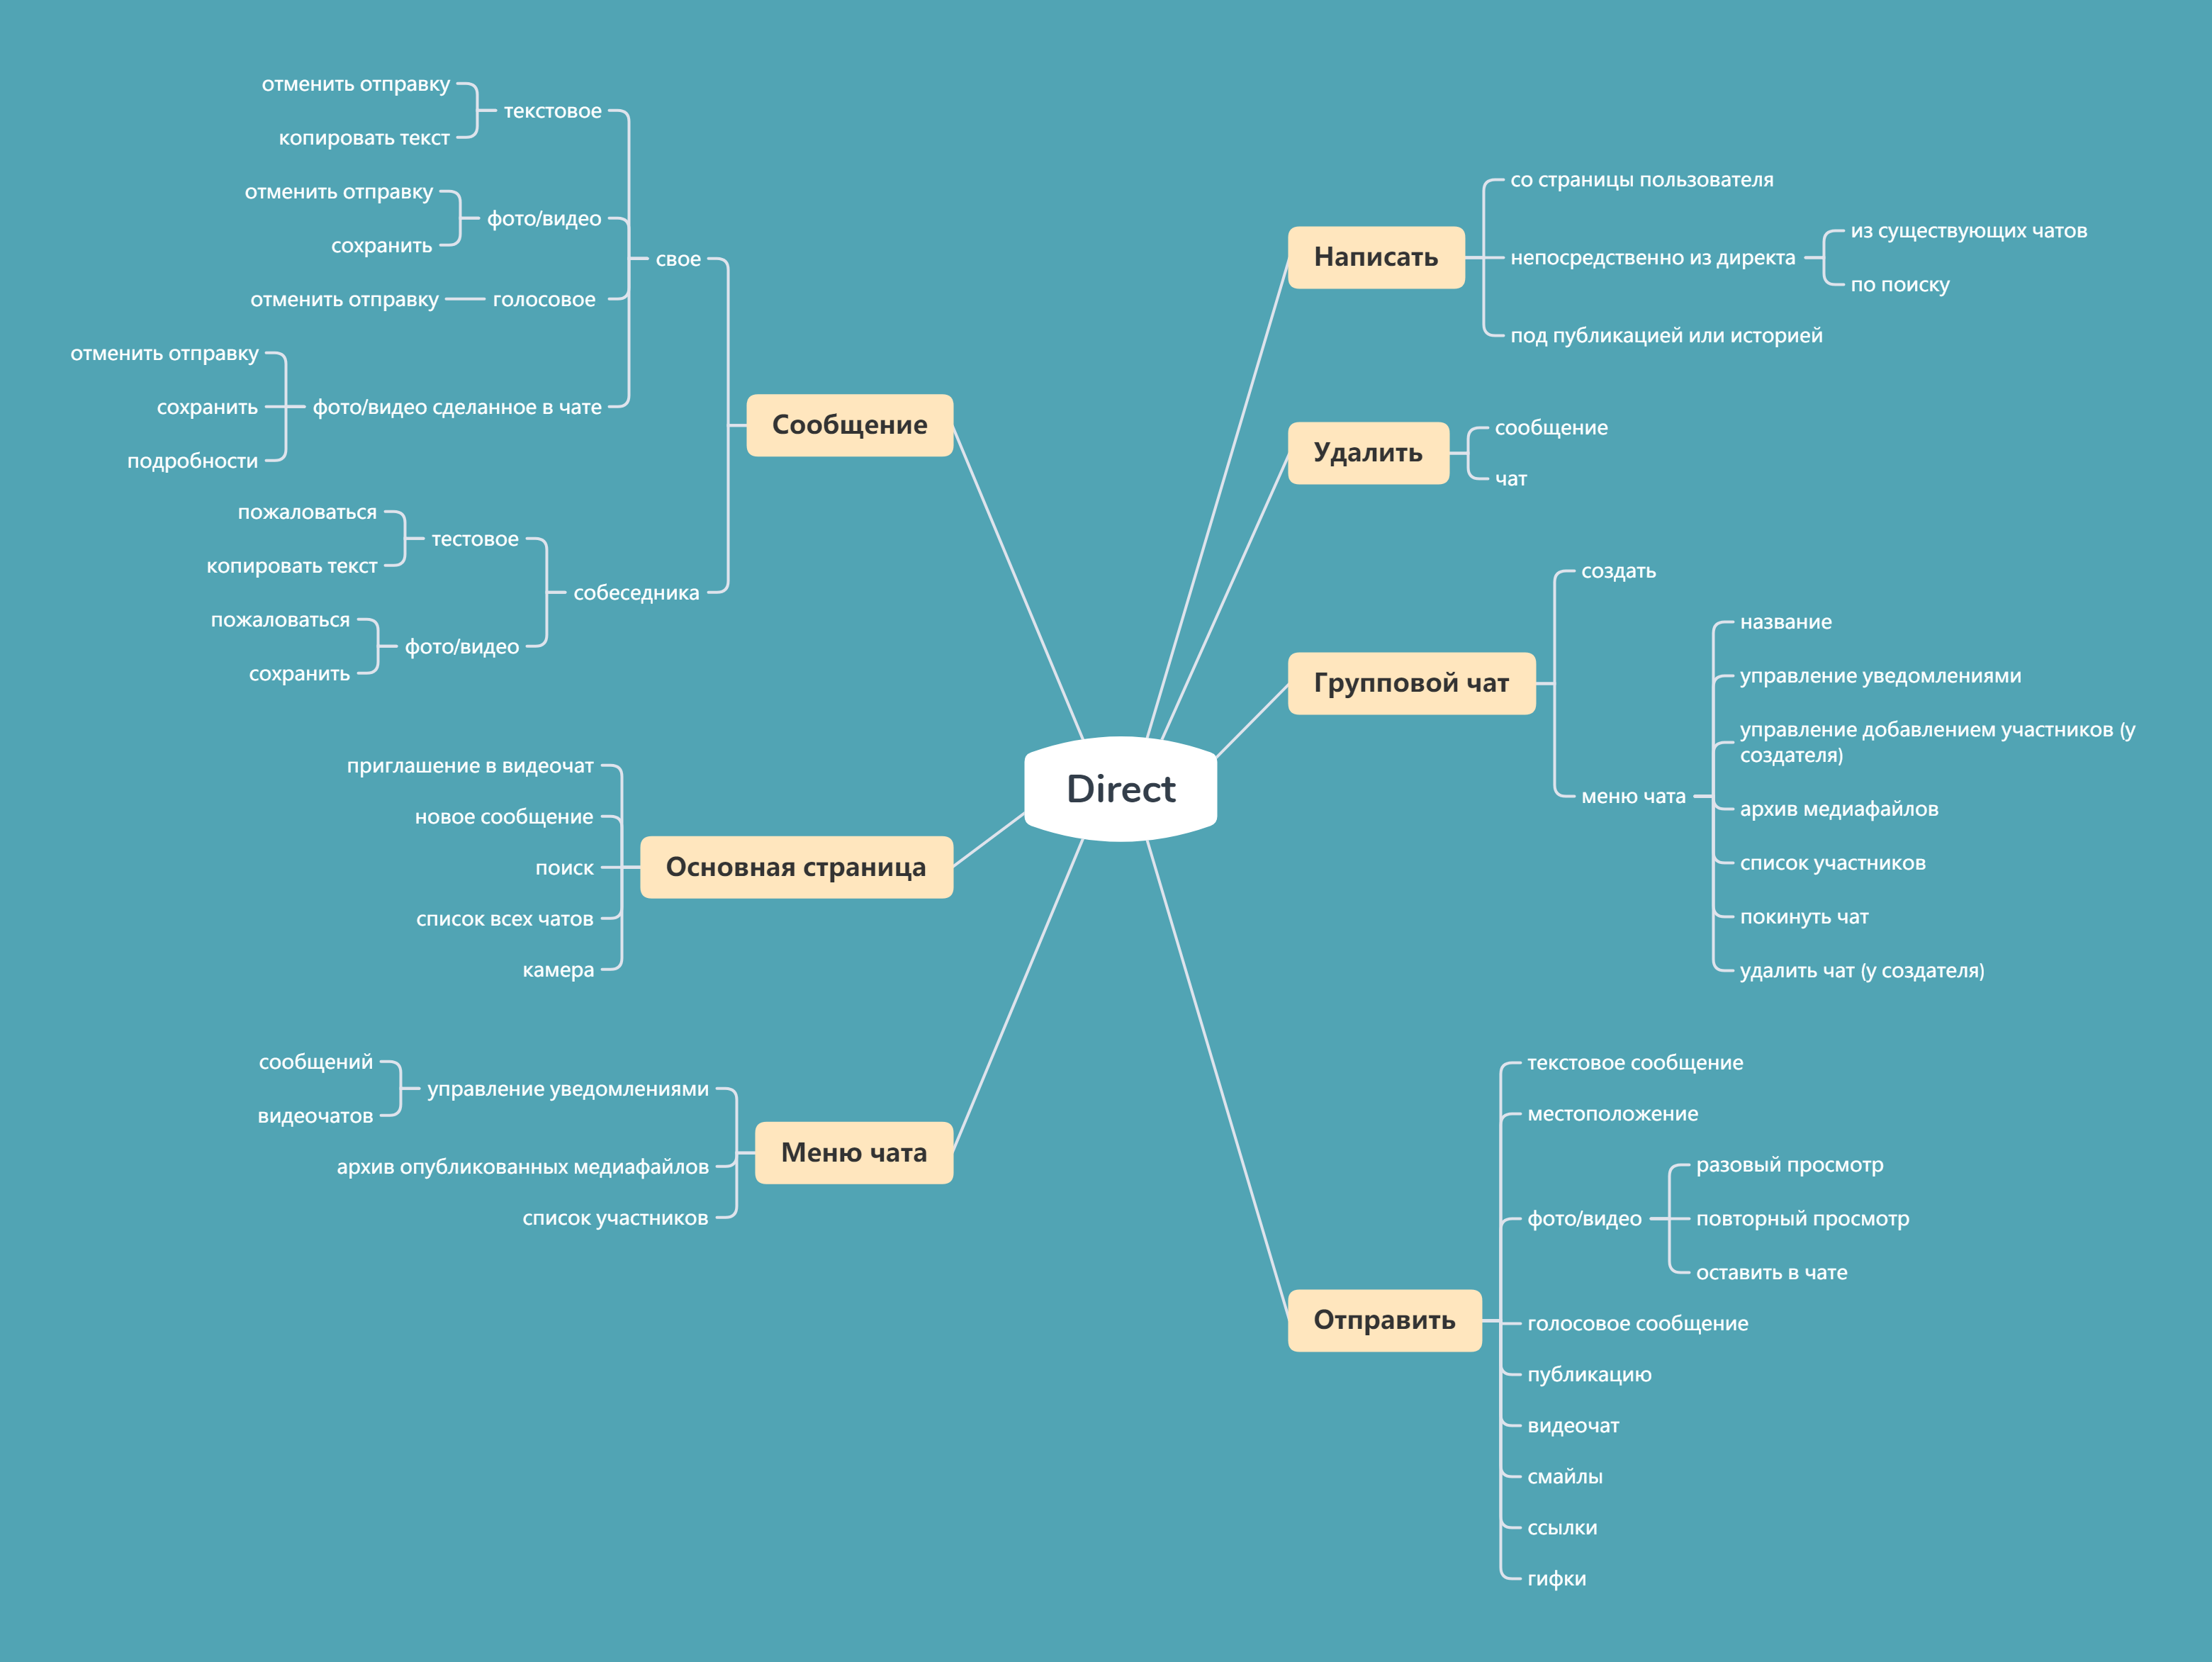 Direct
Написать
со страницы пользователя
непосредственно из директа
из существующих чатов
по поиску
под публикацией или историей
Удалить
сообщение
чат
Групповой чат
создать
меню чата
название
управление уведомлениями
управление добавлением участников (у
создателя)
архив медиафайлов
список участников
покинуть чат
удалить чат (у создателя)
Отправить
текстовое сообщение
местоположение
фото/видео
разовый просмотр
повторный просмотр
оставить в чате
голосовое сообщение
публикацию
видеочат
смайлы
ссылки
гифки
Сообщение
свое
текстовое
отменить отправку
копировать текст
фото/видео
отменить отправку
сохранить
голосовое
отменить отправку
фото/видео сделанное в чате
отменить отправку
сохранить
подробности
собеседника
тестовое
пожаловаться
копировать текст
фото/видео
пожаловаться
сохранить
Основная страница
приглашение в видеочат
новое сообщение
поиск
список всех чатов
камера
Меню чата
управление уведомлениями
сообщений
видеочатов
архив опубликованных медиафайлов
список участников